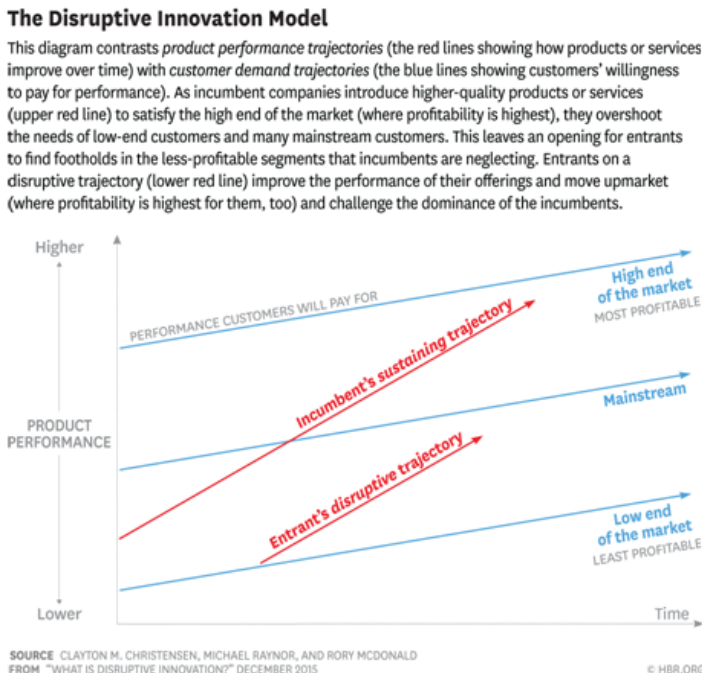 The Disruptive Innovation Model
This diagram contrasts product performance trajectories (the red lines showing how products or services
improve over time) with customer demand trajectories (the blue lines showing customers' willingness
to pay for performance). As incumbent companies introduce higher-quality products or services
(upper red line) to satisfy the high end of the market (where profitability is highest), they overshoot
the needs of low-end customers and many mainstream customers. This leaves an opening for entrants
to find footholds in the less-profitable segments that incumbents are neglecting. Entrants on a
disruptive trajectory (lower red line) improve the performance of their offerings and move upmarket
(where profitability is highest for them, too) and challenge the dominance of the incumbents.
Higher
PERFORMANCE CUSTOMERS WILL PAY FOR
High end
of the market
MOST PROFITABLE
Incumbent's sustaining trajectory
Mainstream
PRODUCT
PERFORMANCE
Entrant's disruptive trajectory
Low end
of the market
LEAST PROFITABLE
Lower
Time
SOURCE CLAYTON M. CHRISTENSEN, MICHAEL RAYNOR, AND RORY MCDONALD
FROM "WHAT IS DISRUPTIVE INNOVATION?" DECEMBER 2015
© HBR.ORG